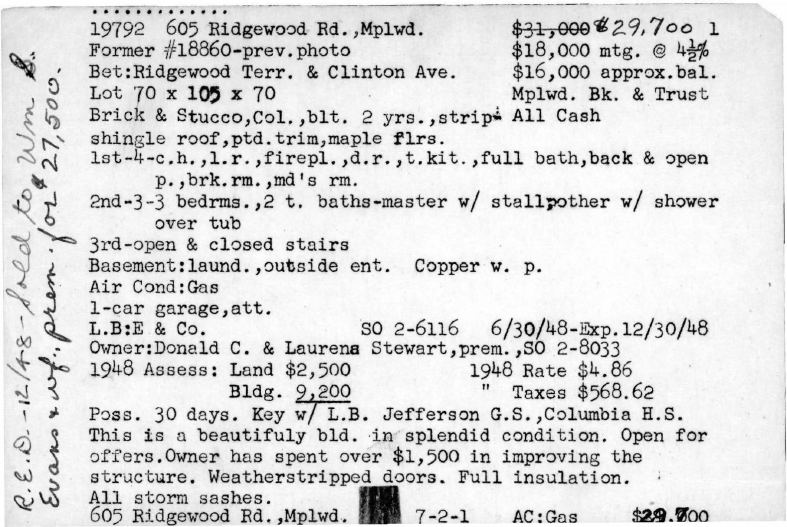 19792 605 Ridgewood Rd.,Mplwd. $31,000 $29,700 1
Former #18860-prev.photo $18,000 mtg. @ 4½%
Bet:Ridgewood Terr. & Clinton Ave. $16,000 approx.bal.
Lot 70 x 105 x 70 Mplwd. Bk. & Trust
Brick & Stucco,Col.,blt. 2 yrs.,strip- All Cash
shingle roof,ptd.trim,maple flrs.
1st-4-c.h.,l.r.,firepl.,d.r.,t.kit.,full bath,back & open
p.,brk.rm.,md's rm.
2nd-3-3 bedrms.,2 t. baths-master w/ stall,other w/ shower
over tub
3rd-open & closed stairs
Basement:laund.,outside ent. Copper w. p.
Air Cond:Gas
1-car garage,att.
L.B:E & Co. SO 2-6116 6/30/48-Exp.12/30/48
Owner:Donald C. & Laurena Stewart,prem.,SO 2-8033
1948 Assess: Land $2,500 1948 Rate $4.86
Bldg. 9,200 " Taxes $568.62
Poss. 30 days. Key w/ L.B. Jefferson G.S.,Columbia H.S.
This is a beautifuly bld. in splendid condition. Open for
offers.Owner has spent over $1,500 in improving the
structure. Weatherstripped doors. Full insulation.
All storm sashes.
605 Ridgewood Rd.,Mplwd. 7-2-1 AC:Gas $29.700
R.E.D.-12/48-Sold to Wm S.
Evans & wf., prem. for $27,500.